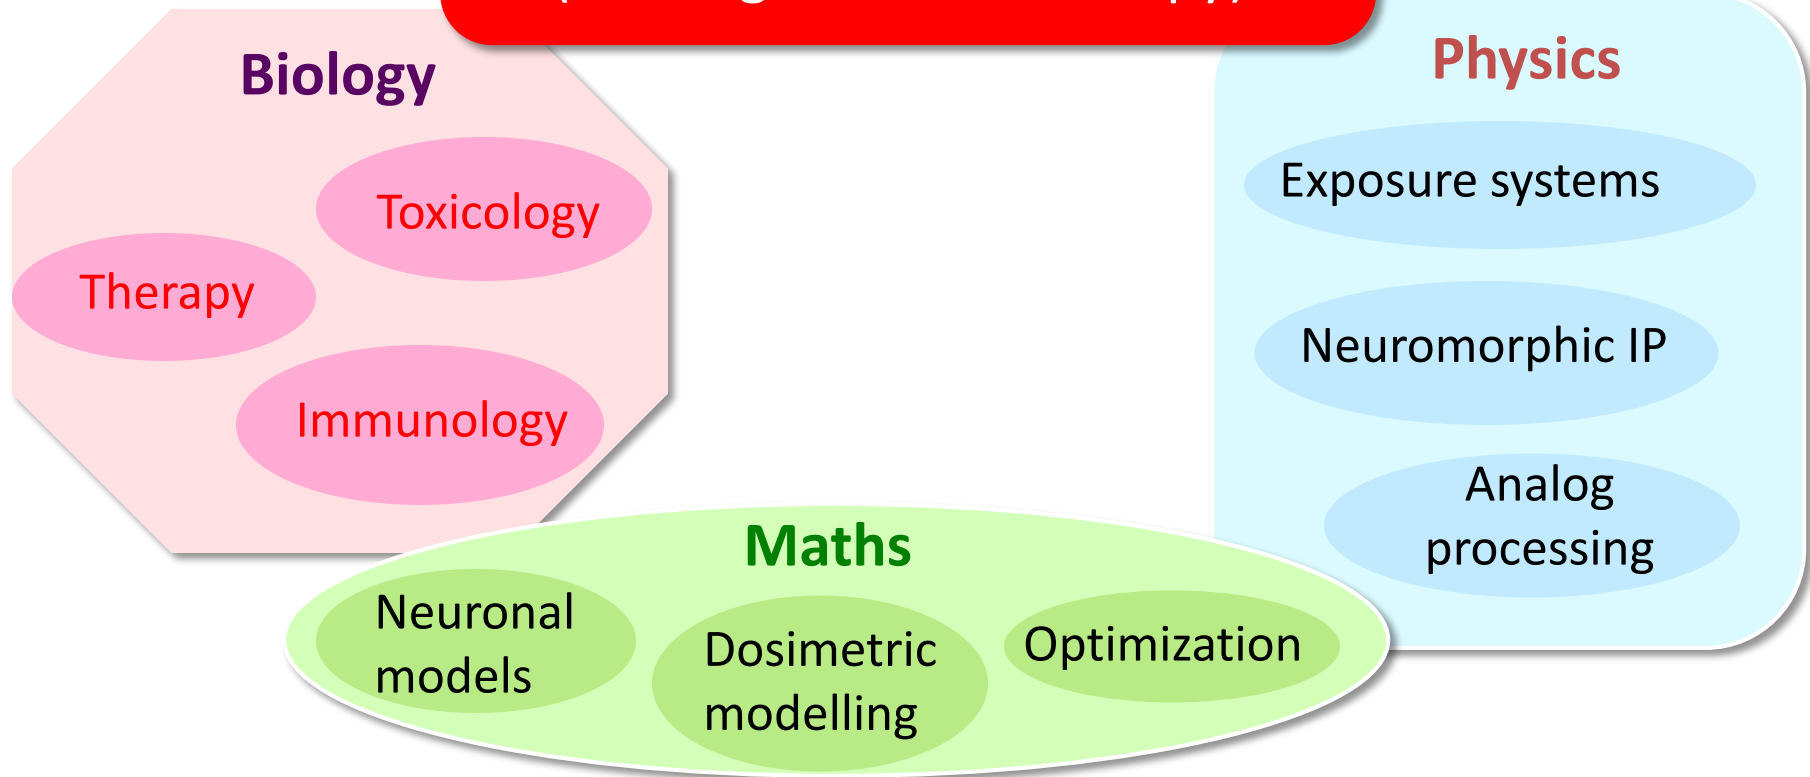 Biology
Toxicology
Therapy
Immunology
Physics
Exposure systems
Neuromorphic IP
Analog
processing
Maths
Neuronal
models
Dosimetric
modelling
Optimization